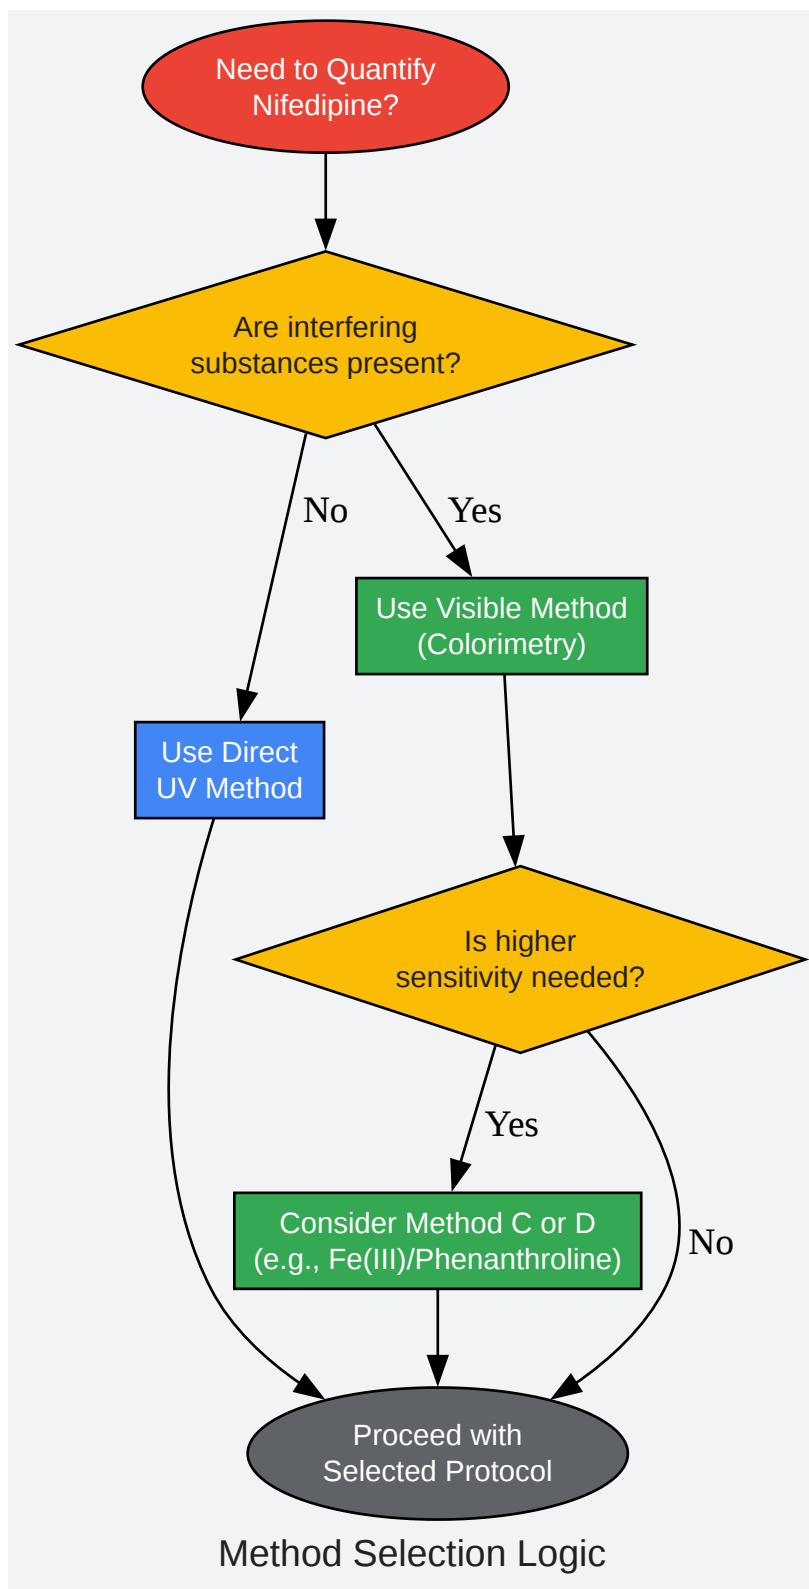 Need to Quantify
Nifedipine?
Are interfering
substances present?
No
Yes
Use Visible Method
(Colorimetry)
Use Direct
UV Method
Is higher
sensitivity needed?
Yes
Consider Method C or D
(e.g., Fe(III)/Phenanthroline)
No
Proceed with
Selected Protocol
Method Selection Logic